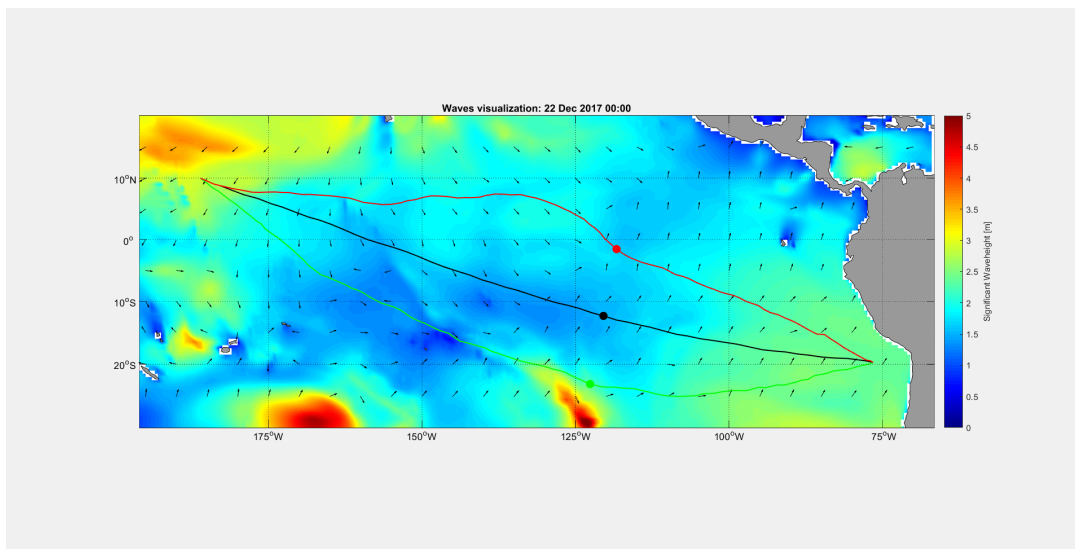 Waves visualization: 22 Dec 2017 00:00
10°N
0°
10°S
20°S
175°W
150°W
125°W
100°W
75°W
5
4.5
4
3.5
3
2.5
2
1.5
1
0.5
0
Significant Waveheight [m]